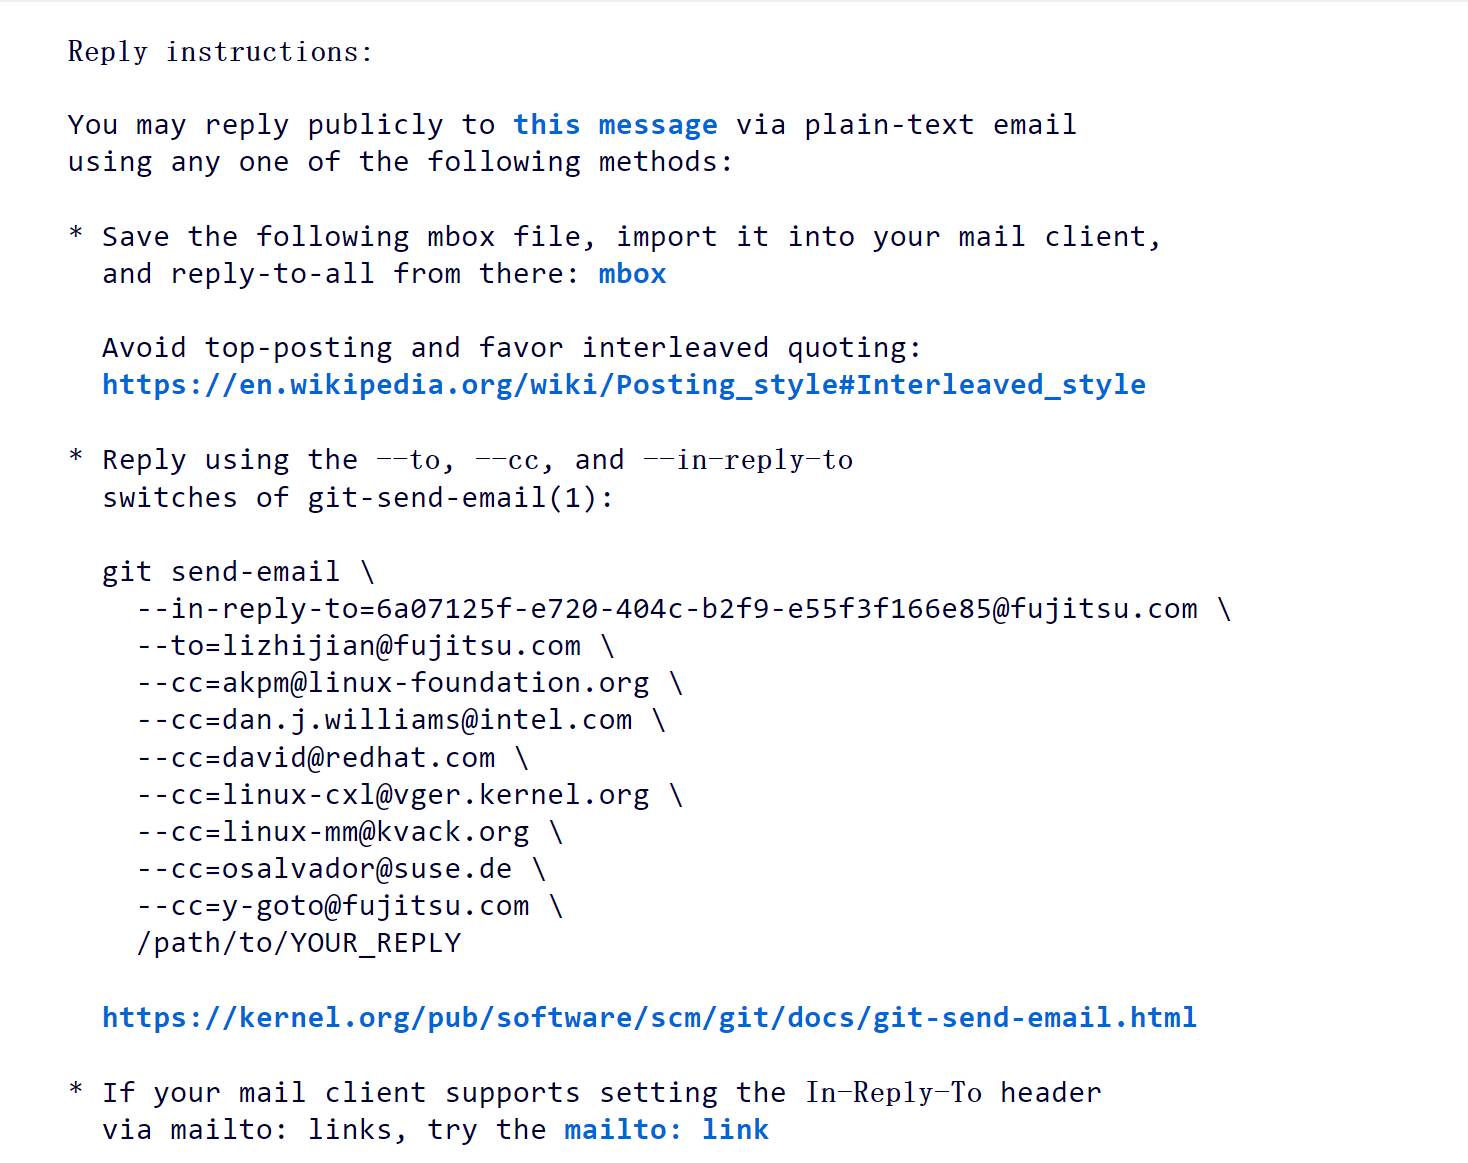 Reply instructions:
You may reply publicly to this message via plain-text email
using any one of the following methods:
* Save the following mbox file, import it into your mail client,
and reply-to-all from there: mbox
Avoid top-posting and favor interleaved quoting:
https://en.wikipedia.org/wiki/Posting_style#Interleaved_style
* Reply using the --to, --cc, and --in-reply-to
switches of git-send-email(1):
git send-email \
--in-reply-to=6a07125f-e720-404c-b2f9-e55f3f166e85@fujitsu.com \
--to=lizhijian@fujitsu.com \
--cc=akpm@linux-foundation.org \
--cc=dan.j.williams@intel.com \
--cc=david@redhat.com \
--cc=linux-cxl@vger.kernel.org \
--cc=linux-mm@kvack.org \
--cc=osalvador@suse.de \
--cc=y-goto@fujitsu.com \
/path/to/YOUR_REPLY
https://kernel.org/pub/software/scm/git/docs/git-send-email.html
* If your mail client supports setting the In-Reply-To header
via mailto: links, try the mailto: link